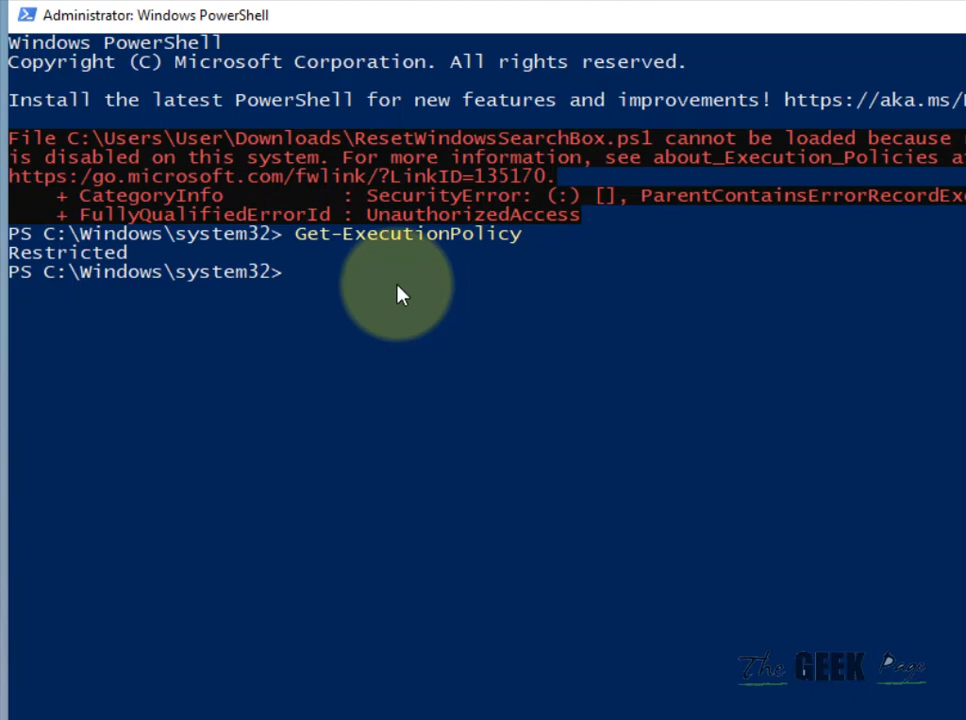 Administrator: Windows PowerShell
Windows PowerShell
Copyright (C) Microsoft Corporation. All rights reserved.
Install the latest PowerShell for new features and improvements! https://aka.ms/
File C:\Users\User\Downloads\ResetWindowsSearchBox.ps1 cannot be loaded because
is disabled on this system. For more information, see about_Execution_Policies a
https:/go.microsoft.com/fwlink/?LinkID=135170.
+ CategoryInfo : SecurityError: (:) [], ParentContainsErrorRecordEx
+ FullyQualifiedErrorId : UnauthorizedAccess
PS C:\Windows\system32> Get-ExecutionPolicy
Restricted
PS C:\Windows\system32>
The GEEK Page